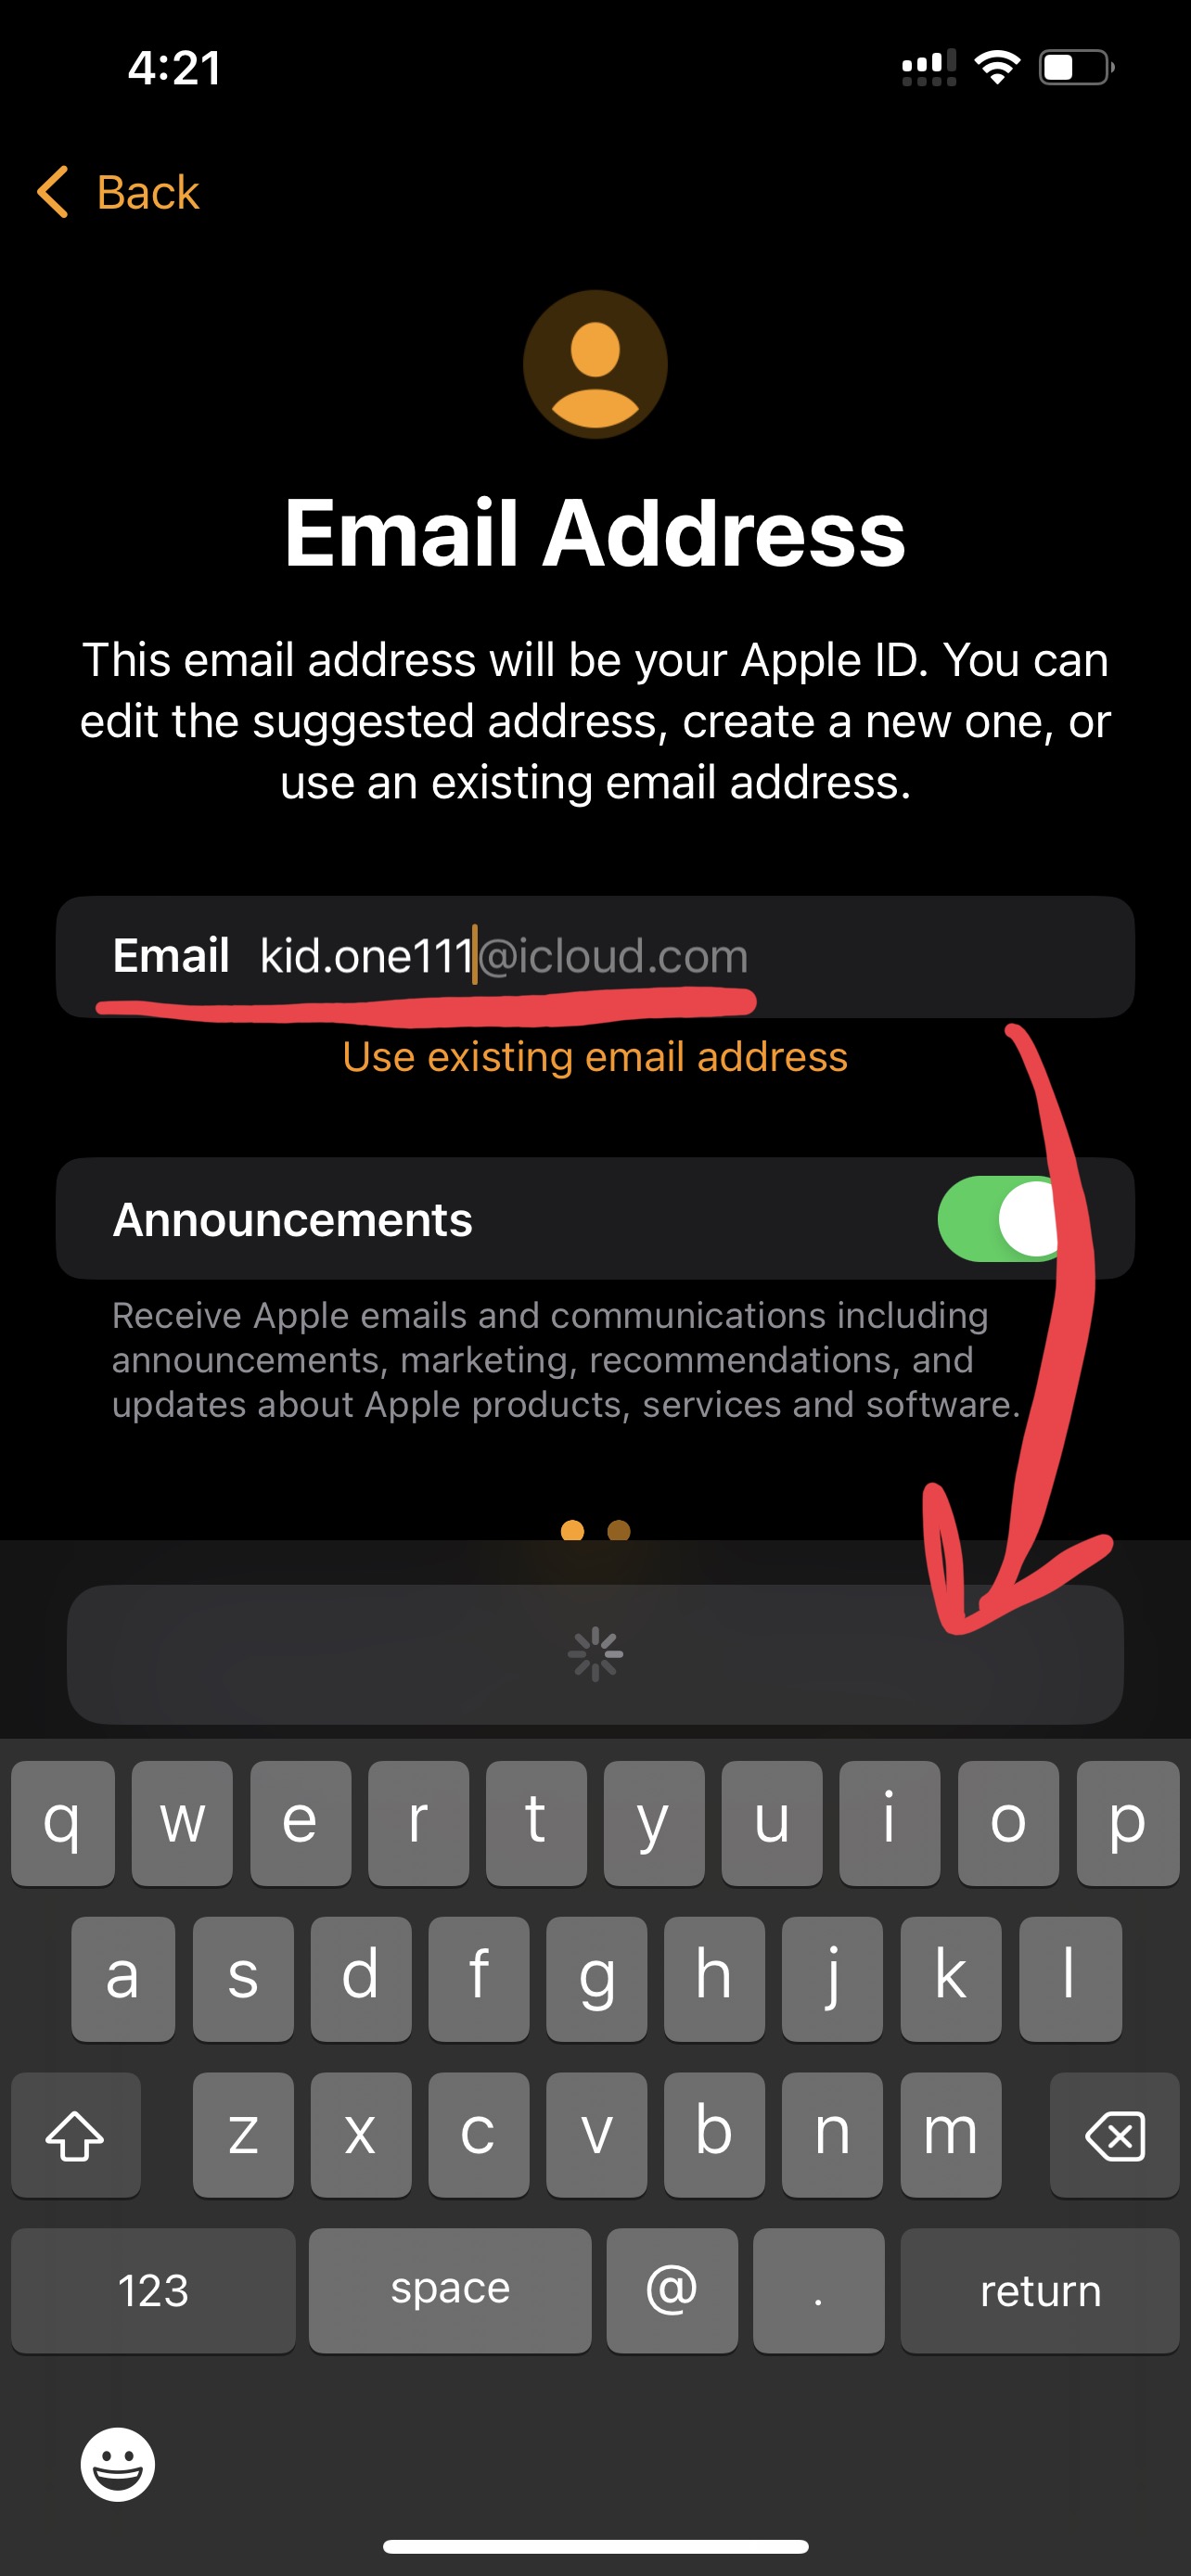 4:21
Back
Email Address
This email address will be your Apple ID. You can
edit the suggested address, create a new one, or
use an existing email address.
Email kid.one111@icloud.com
Use existing email address
Announcements
Receive Apple emails and communications including
announcements, marketing, recommendations, and
updates about Apple products, services and software.
q w e r t y u i o p
a s d f g h j k l
z x c v b n m
123 space @ . return